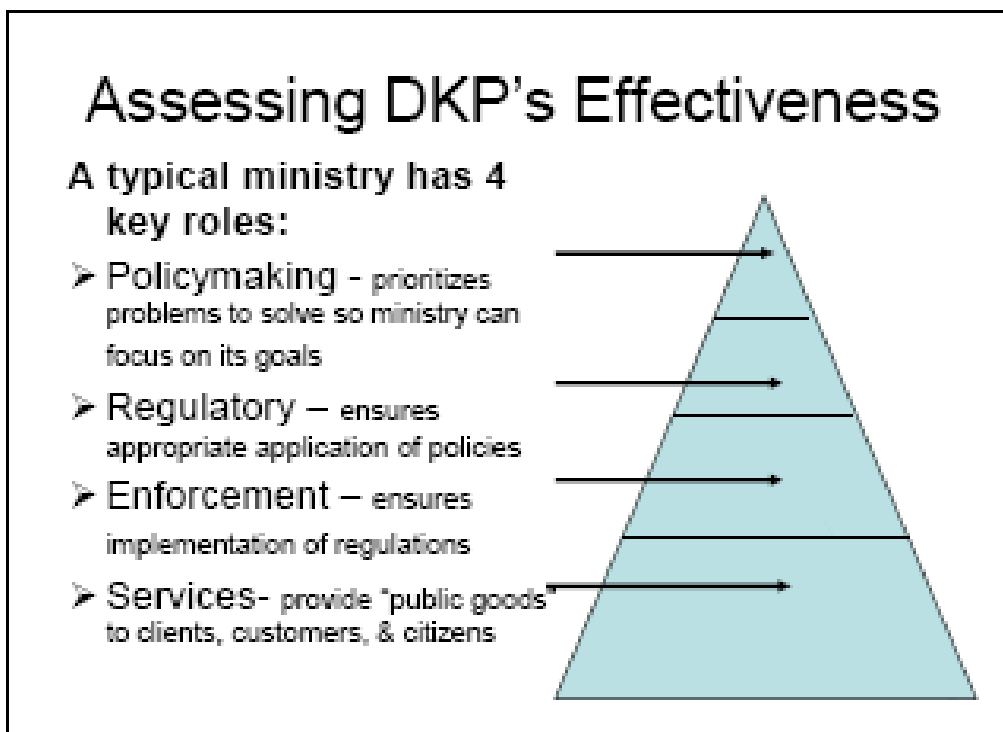 Assessing DKP's Effectiveness
A typical ministry has 4
key roles:
➢ Policymaking - prioritizes
problems to solve so ministry can
focus on its goals
➢ Regulatory – ensures
appropriate application of policies
➢ Enforcement – ensures
implementation of regulations
➢ Services- provide "public goods"
to clients, customers, & citizens